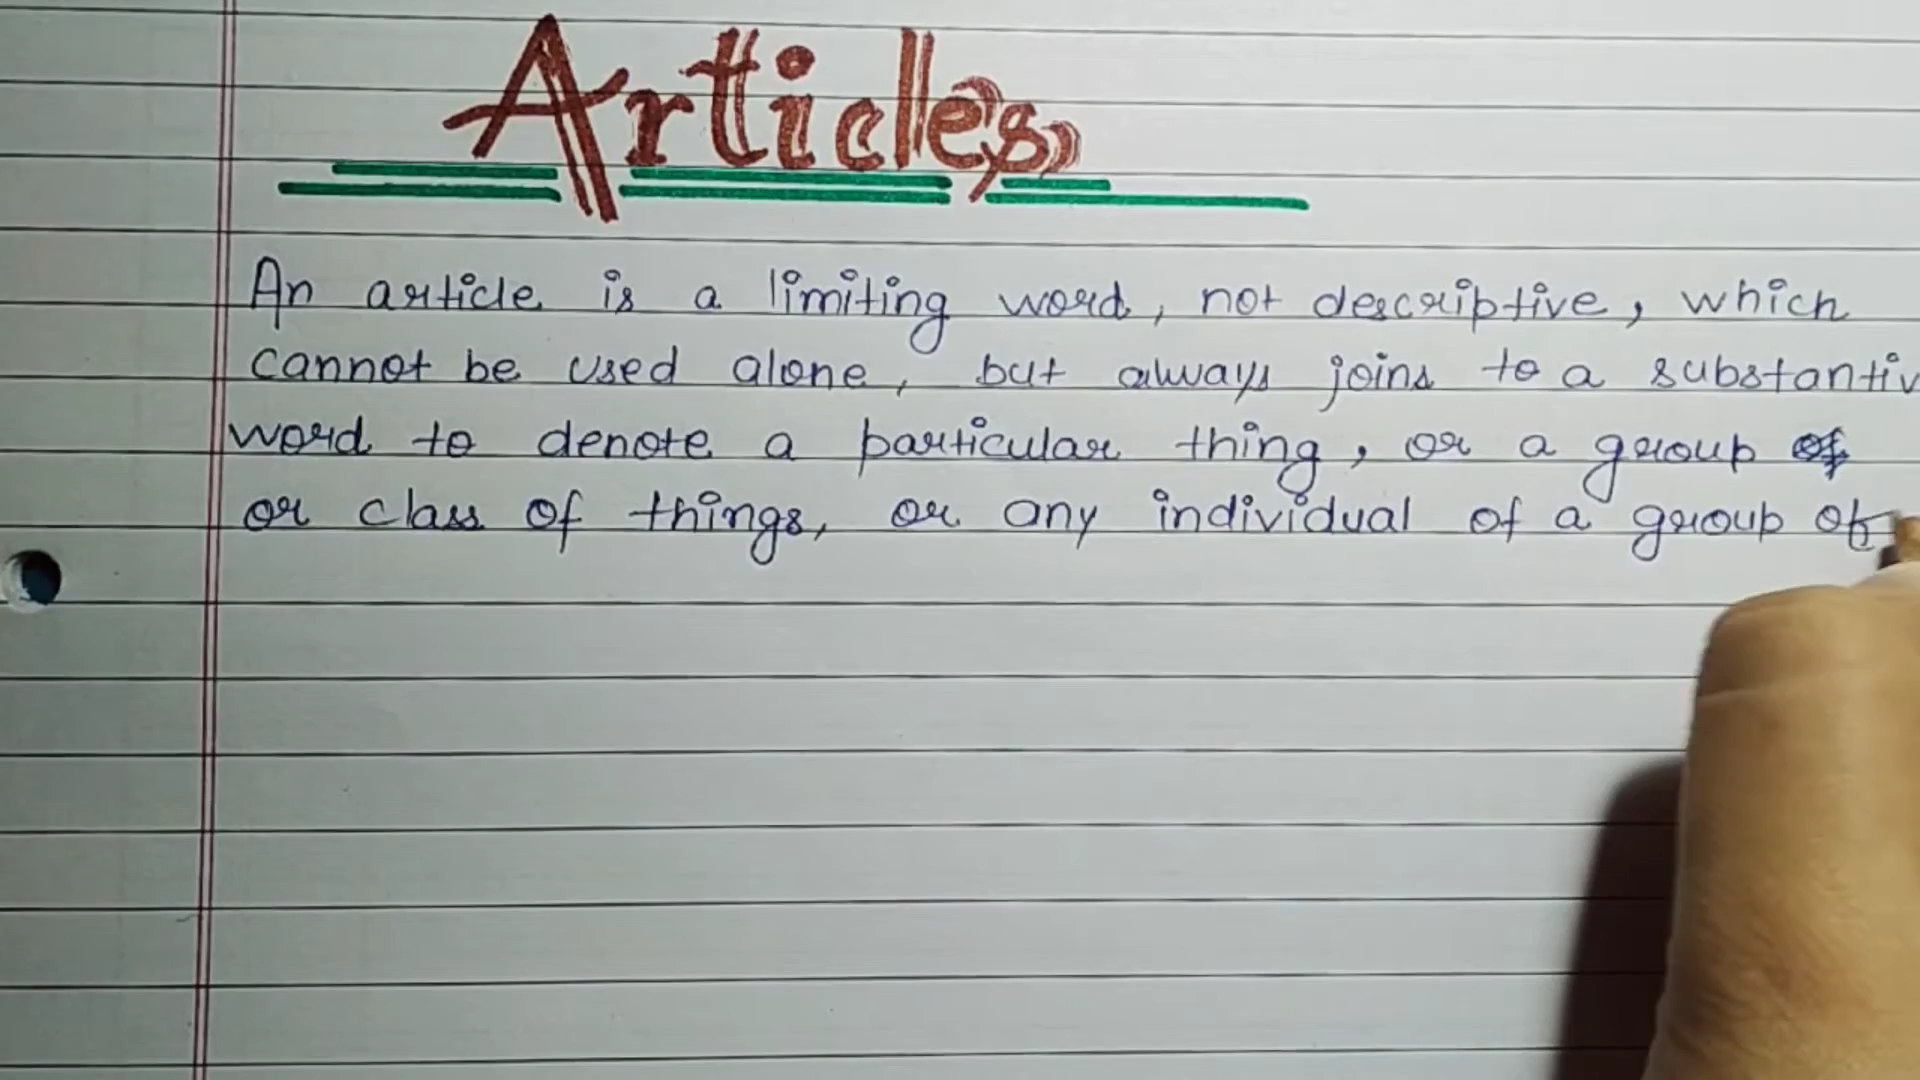 Articles
An article is a limiting word, not descriptive, which
cannot be used alone, but always joins to a substantiv
word to denote a particular thing, or a group of
or class of things, or any individual of a group of